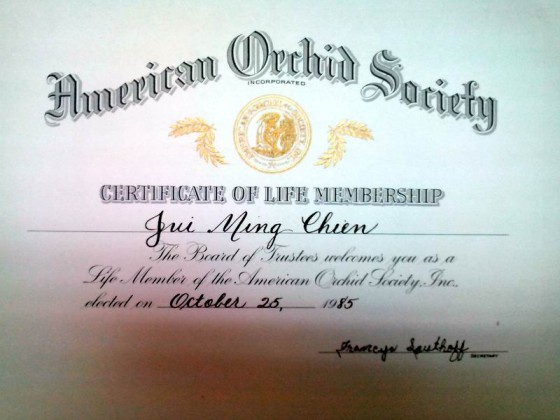 American Orchid Society
INCORPORATED
CERTIFICATE OF LIFE MEMBERSHIP
Jui Ming Chien
The Board of Trustees welcomes you as a
Life Member of the American Orchid Society, Inc.,
elected on October 25, 1985
SECRETARY